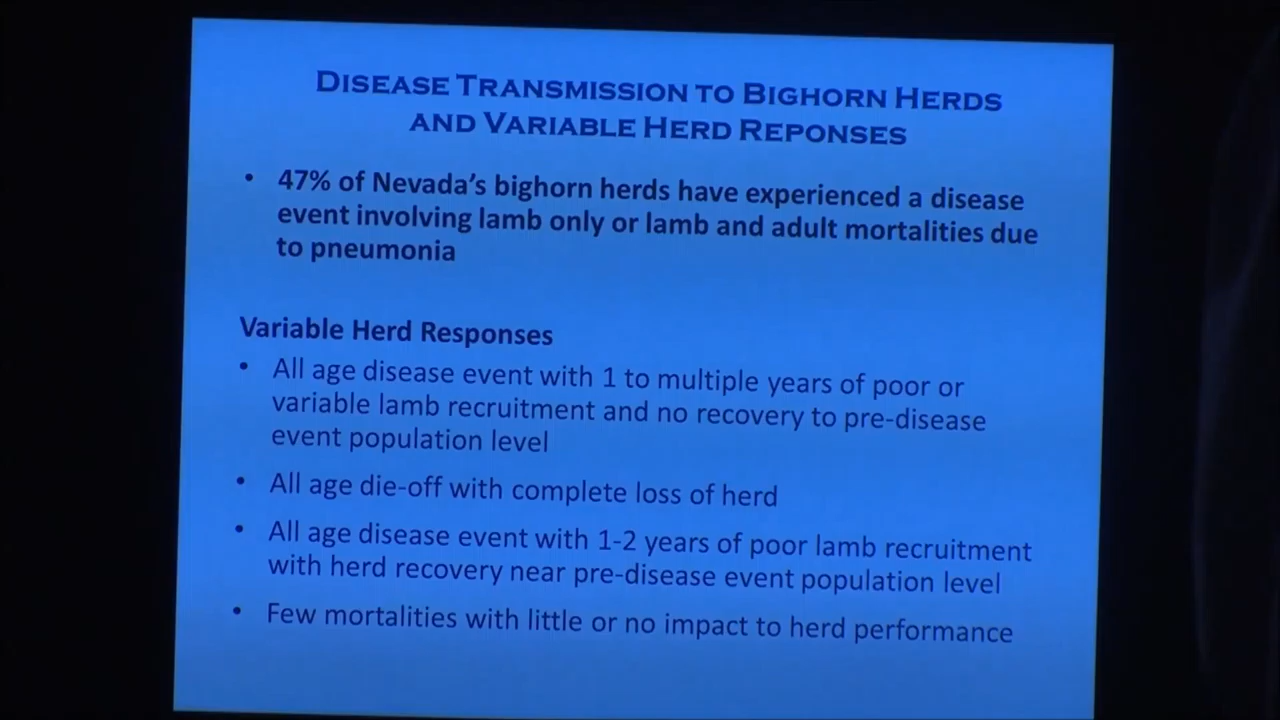 DISEASE TRANSMISSION TO BIGHORN HERDS
AND VARIABLE HERD REPONSES
• 47% of Nevada's bighorn herds have experienced a disease
event involving lamb only or lamb and adult mortalities due
to pneumonia
Variable Herd Responses
• All age disease event with 1 to multiple years of poor or
variable lamb recruitment and no recovery to pre-disease
event population level
• All age die-off with complete loss of herd
• All age disease event with 1-2 years of poor lamb recruitment
with herd recovery near pre-disease event population level
• Few mortalities with little or no impact to herd performance